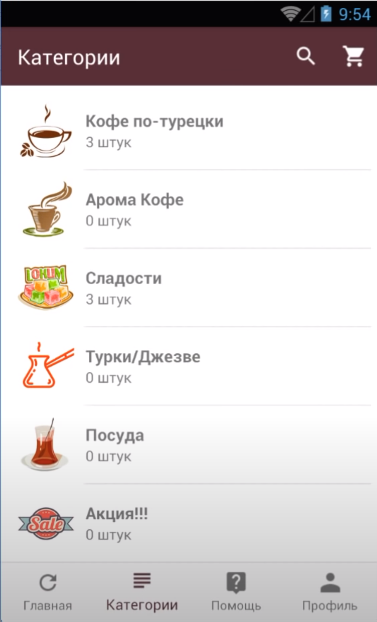 9:54
Категории
Кофе по-турецки
3 штук
Арома Кофе
0 штук
LOKUM
Сладости
3 штук
Турки/Джезве
0 штук
Посуда
0 штук
Sale
Акция!!!
0 штук
Главная
Категории
Помощь
Профиль